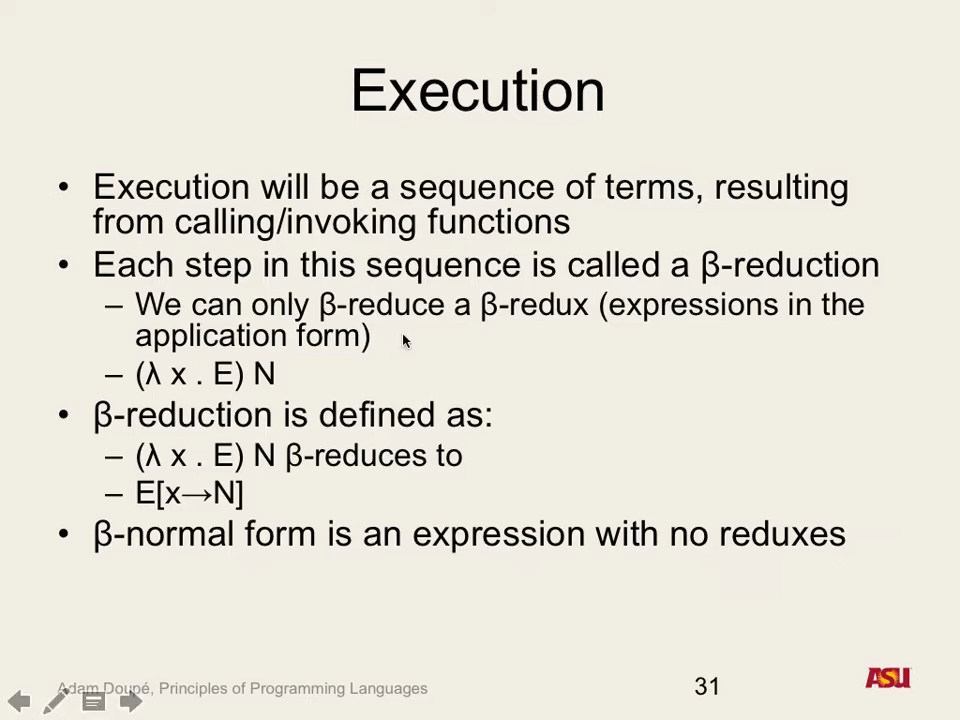 Execution
• Execution will be a sequence of terms, resulting
from calling/invoking functions
• Each step in this sequence is called a β-reduction
– We can only β-reduce a β-redux (expressions in the
application form)
– (λ x . E) N
• β-reduction is defined as:
– (λ x . E) N β-reduces to
– E[x→N]
• β-normal form is an expression with no reduxes
Adam Doupé, Principles of Programming Languages
31
ASU